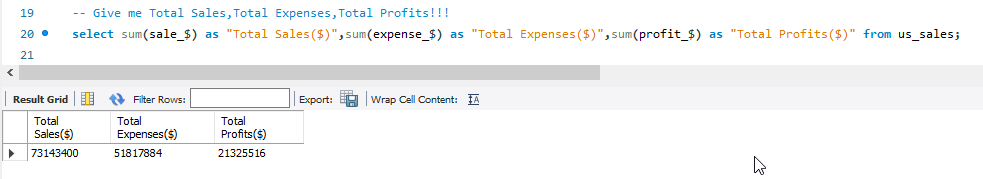 19 -- Give me Total Sales,Total Expenses,Total Profits!!!
20 select sum(sale_$) as "Total Sales($)",sum(expense_$) as "Total Expenses($)",sum(profit_$) as "Total Profits($)" from us_sales;
21
Result Grid Filter Rows: Export: Wrap Cell Content: IA
Total Total Total
Sales($) Expenses($) Profits($)
73143400 51817884 21325516